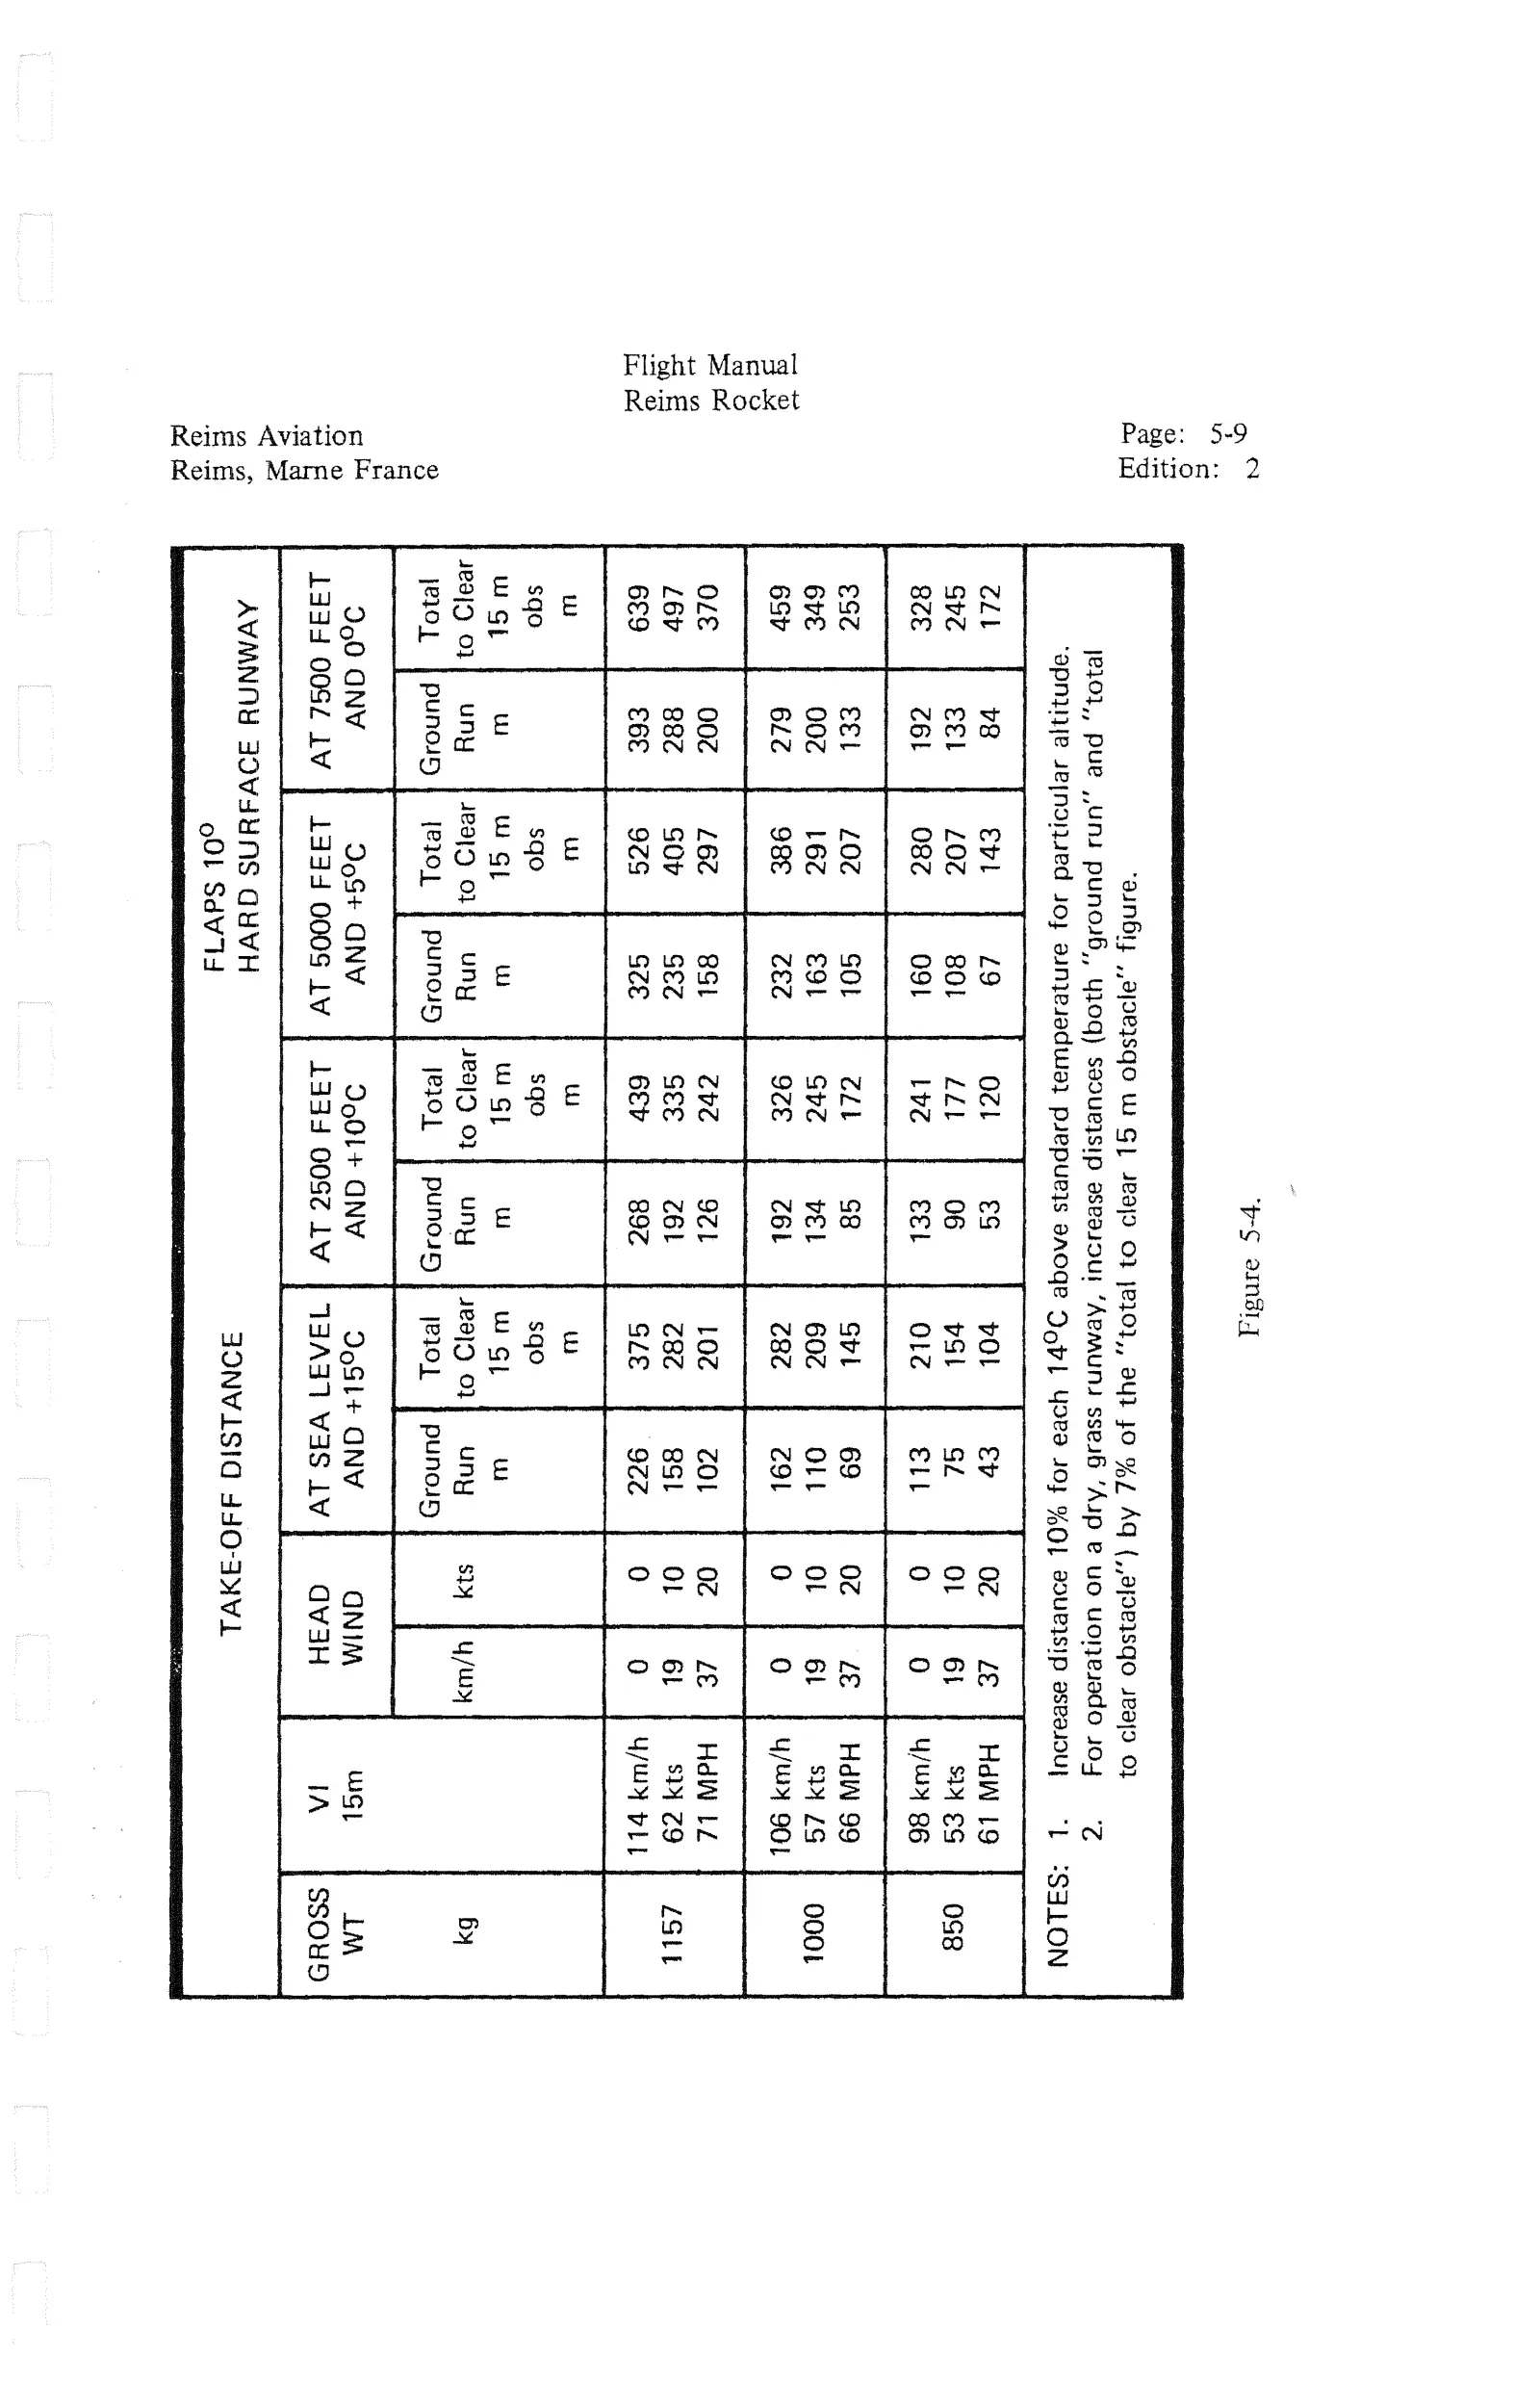 Flight Manual
Reims Rocket
Reims Aviation
Page: 5-9
Reims, Marne France
Edition: 2
TAKE-OFF DISTANCE
FLAPS 10°
HARD SURFACE RUNWAY
GROSS VI HEAD AT SEA LEVEL AT 2500 FEET AT 5000 FEET AT 7500 FEET
WT 15m WIND AND +15°C AND +10°C AND +5°C AND 0°C
Ground Total Ground Total Ground Total Ground Total
kg km/h kts Run to Clear Run to Clear Run to Clear Run to Clear
m 15 m m 15 m m 15 m m 15 m
obs obs obs obs
m m m m
114 km/h 0 0 226 375 268 439 325 526 393 639
1157 62 kts 19 10 158 282 192 335 235 405 288 497
71 MPH 37 20 102 201 126 242 158 297 200 370
106 km/h 0 0 162 282 192 326 232 386 279 459
1000 57 kts 19 10 110 209 134 245 163 291 200 349
66 MPH 37 20 69 145 85 172 105 207 133 253
98 km/h 0 0 113 210 133 241 160 280 192 328
850 53 kts 19 10 75 154 90 177 108 207 133 245
61 MPH 37 20 43 104 53 120 67 143 84 172
NOTES: 1. Increase distance 10% for each 14°C above standard temperature for particular altitude.
2. For operation on a dry, grass runway, increase distances (both "ground run" and "total
to clear obstacle") by 7% of the "total to clear 15 m obstacle" figure.
Figure 5-4.